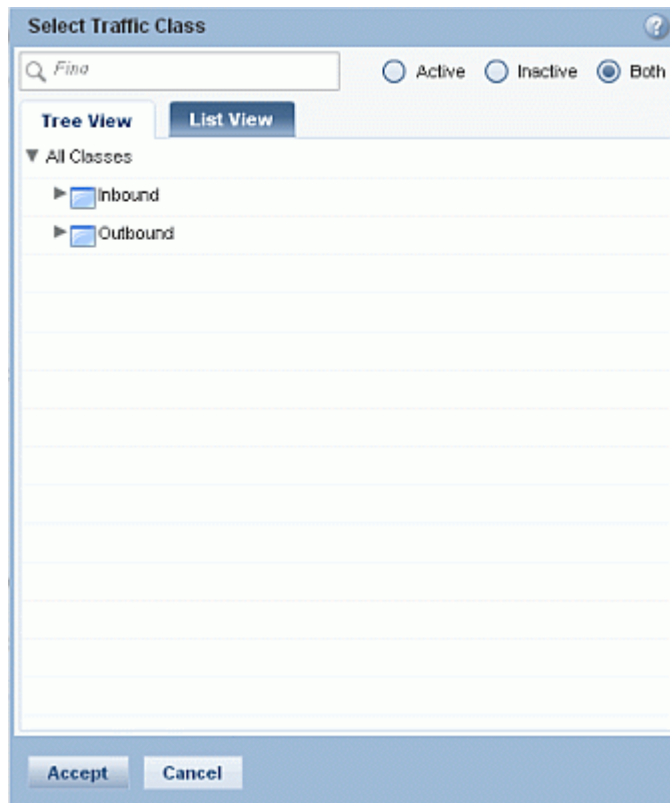 Select Traffic Class
?
Find
Active Inactive Both
Tree View List View
All Classes
Inbound
Outbound
Accept Cancel